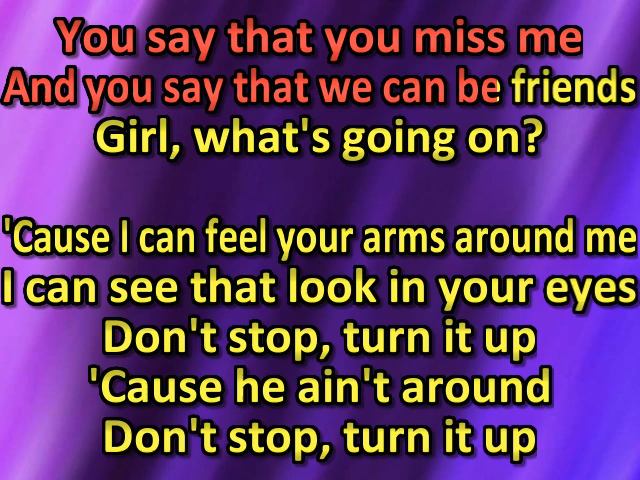 You say that you miss me
And you say that we can be friends
Girl, what's going on?
'Cause I can feel your arms around me
I can see that look in your eyes
Don't stop, turn it up
'Cause he ain't around
Don't stop, turn it up